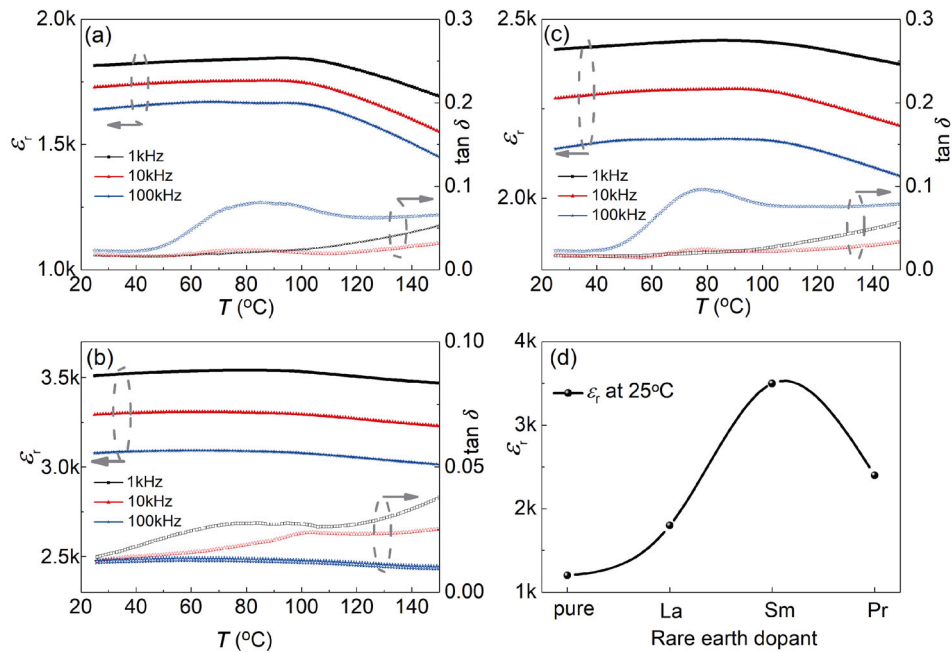 (a)
2.0k
1.5k
1.0k
εr
0.3
0.2
0.1
0.0
tan δ
1kHz
10kHz
100kHz
20 40 60 80 100 120 140
T (oC)
(c)
2.5k
2.0k
εr
0.3
0.2
0.1
0.0
tan δ
1kHz
10kHz
100kHz
20 40 60 80 100 120 140
T (oC)
(b)
3.5k
3.0k
2.5k
εr
0.10
0.05
0.00
tan δ
1kHz
10kHz
100kHz
20 40 60 80 100 120 140
T (oC)
(d)
4k
3k
2k
1k
εr
εr at 25oC
pure La Sm Pr
Rare earth dopant